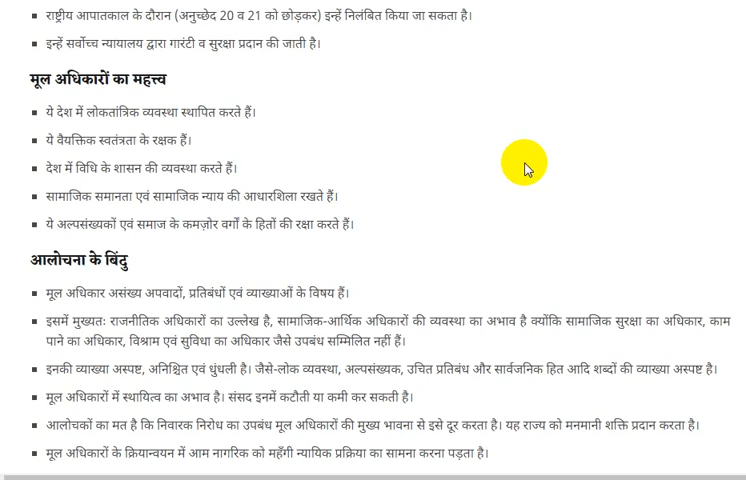 ▪ राष्ट्रीय आपातकाल के दौरान (अनुच्छेद 20 व 21 को छोड़कर) इन्हें निलंबित किया जा सकता है।
▪ इन्हें सर्वोच्च न्यायालय द्वारा गारंटी व सुरक्षा प्रदान की जाती है।
मूल अधिकारों का महत्त्व
▪ ये देश में लोकतांत्रिक व्यवस्था स्थापित करते हैं।
▪ ये वैयक्तिक स्वतंत्रता के रक्षक हैं।
▪ देश में विधि के शासन की व्यवस्था करते हैं।
▪ सामाजिक समानता एवं सामाजिक न्याय की आधारशिला रखते हैं।
▪ ये अल्पसंख्यकों एवं समाज के कमज़ोर वर्गों के हितों की रक्षा करते हैं।
आलोचना के बिंदु
▪ मूल अधिकार असंख्य अपवादों, प्रतिबंधों एवं व्याख्याओं के विषय हैं।
▪ इसमें मुख्यतः राजनीतिक अधिकारों का उल्लेख है, सामाजिक-आर्थिक अधिकारों की व्यवस्था का अभाव है क्योंकि सामाजिक सुरक्षा का अधिकार, काम
पाने का अधिकार, विश्राम एवं सुविधा का अधिकार जैसे उपबंध सम्मिलित नहीं हैं।
▪ इनकी व्याख्या अस्पष्ट, अनिश्चित एवं धुंधली है। जैसे-लोक व्यवस्था, अल्पसंख्यक, उचित प्रतिबंध और सार्वजनिक हित आदि शब्दों की व्याख्या अस्पष्ट है।
▪ मूल अधिकारों में स्थायित्व का अभाव है। संसद इनमें कटौती या कमी कर सकती है।
▪ आलोचकों का मत है कि निवारक निरोध का उपबंध मूल अधिकारों की मुख्य भावना से इसे दूर करता है। यह राज्य को मनमानी शक्ति प्रदान करता है।
▪ मूल अधिकारों के क्रियान्वयन में आम नागरिक को महँगी न्यायिक प्रक्रिया का सामना करना पड़ता है।